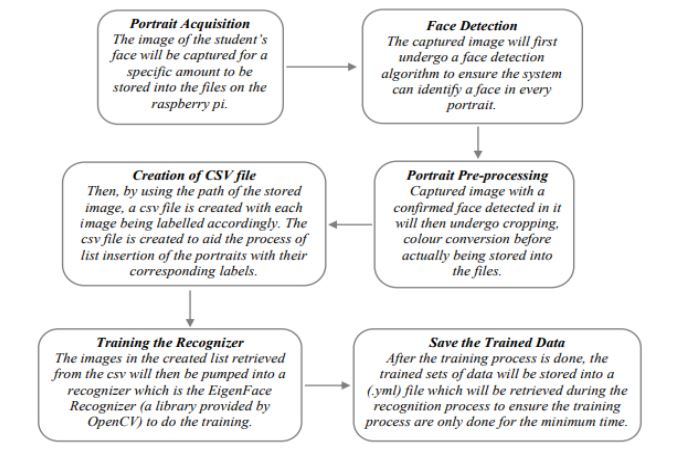 Portrait Acquisition
The image of the student's
face will be captured for a
specific amount to be
stored into the files on the
raspberry pi.
Face Detection
The captured image will first
undergo a face detection
algorithm to ensure the system
can identify a face in every
portrait.
Portrait Pre-processing
Captured image with a
confirmed face detected in it
will then undergo cropping,
colour conversion before
actually being stored into
the files.
Creation of CSV file
Then, by using the path of the stored
image, a csv file is created with each
image being labelled accordingly. The
csv file is created to aid the process of
list insertion of the portraits with their
corresponding labels.
Training the Recognizer
The images in the created list retrieved
from the csv will then be pumped into a
recognizer which is the EigenFace
Recognizer (a library provided by
OpenCV) to do the training.
Save the Trained Data
After the training process is done, the
trained sets of data will be stored into a
(.yml) file which will be retrieved during the
recognition process to ensure the training
process are only done for the minimum time.